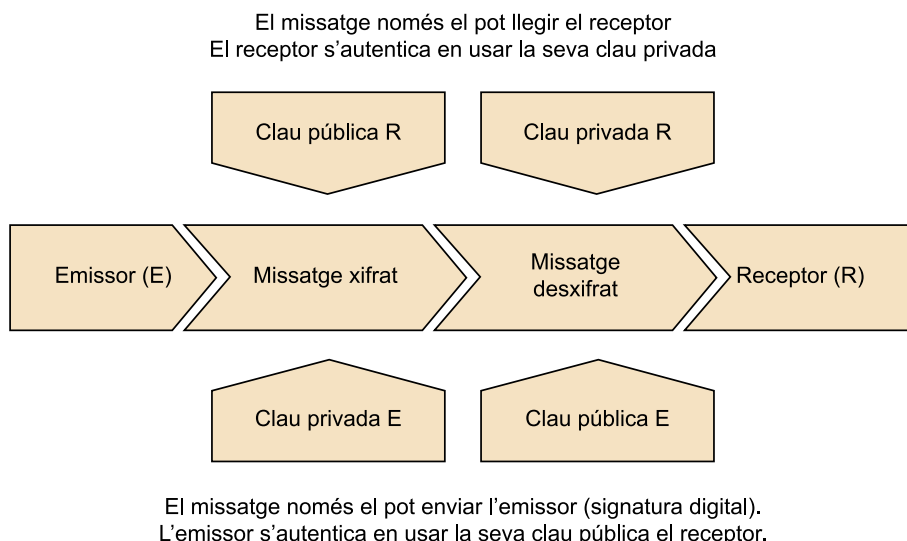 El missatge només el pot llegir el receptor
El receptor s'autentica en usar la seva clau privada
Clau pública R
Clau privada R
Emissor (E)
Missatge xifrat
Missatge
desxifrat
Receptor (R)
Clau privada E
Clau pública E
El missatge només el pot enviar l'emissor (signatura digital).
L'emissor s'autentica en usar la seva clau pública el receptor.